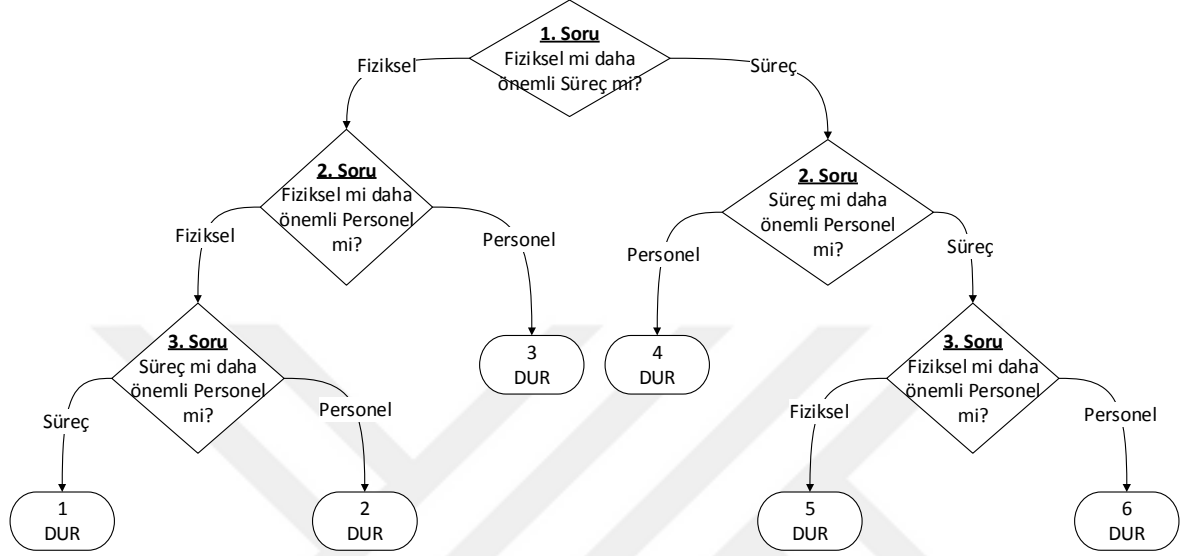 1. Soru
Fiziksel mi daha
önemli Süreç mi?
Fiziksel
Süreç
2. Soru
Fiziksel mi daha
önemli Personel
mi?
2. Soru
Süreç mi daha
önemli Personel
mi?
Fiziksel
Personel
Personel
Süreç
3. Soru
Süreç mi daha
önemli Personel
mi?
3
DUR
4
DUR
3. Soru
Fiziksel mi daha
önemli Personel
mi?
Süreç
Personel
Fiziksel
Personel
1
DUR
2
DUR
5
DUR
6
DUR